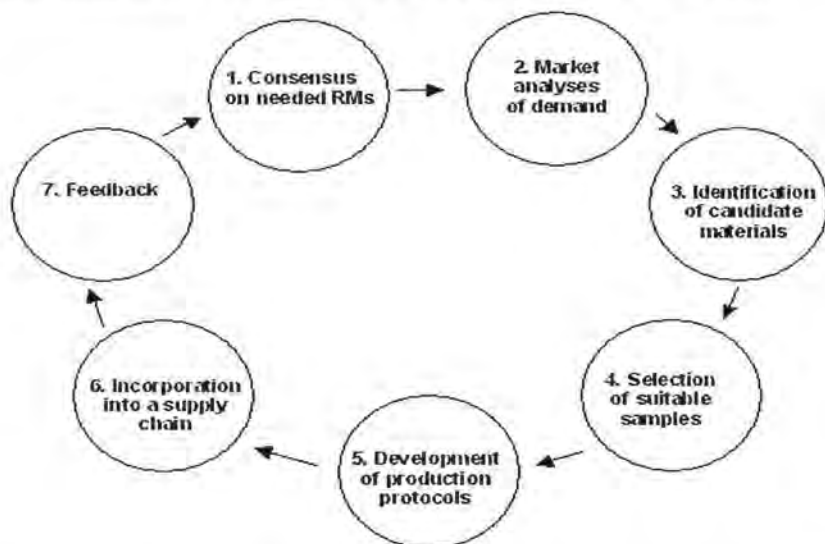 1. Consensus
on needed RMs
2. Market
analyses
of demand
3. Identification
of candidate
materials
4. Selection
of suitable
samples
5. Development
of production
protocols
6. Incorporation
into a supply
chain
7. Feedback